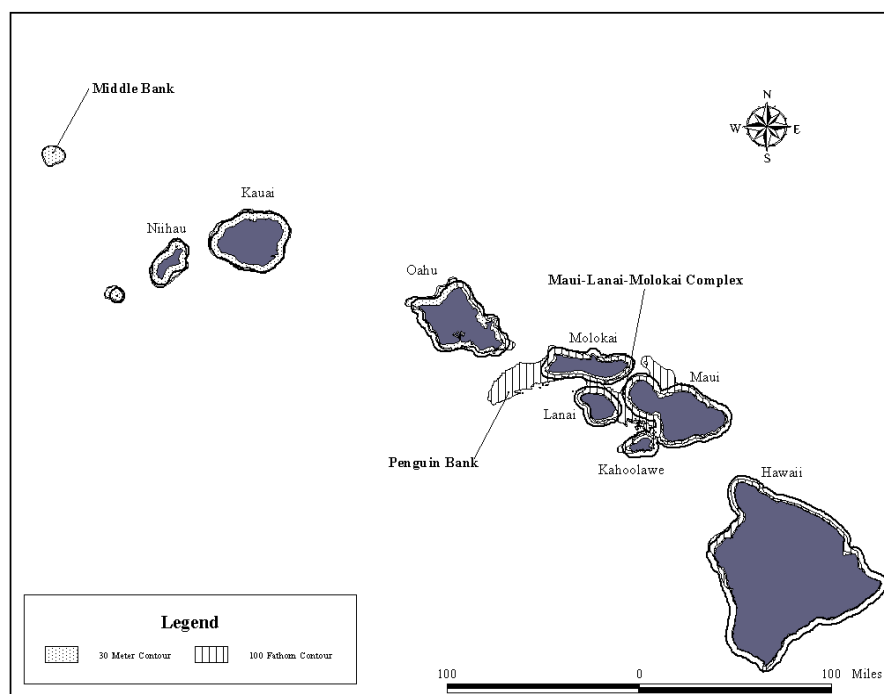 Middle Bank
N
W
E
S
Kauai
Niihau
Oahu
Maui-Lanai-Molokai Complex
Molokai
Maui
Lanai
Penguin Bank
Kahoolawe
Hawaii
Legend
30 Meter Contour
100 Fathom Contour
100 0 100 Miles